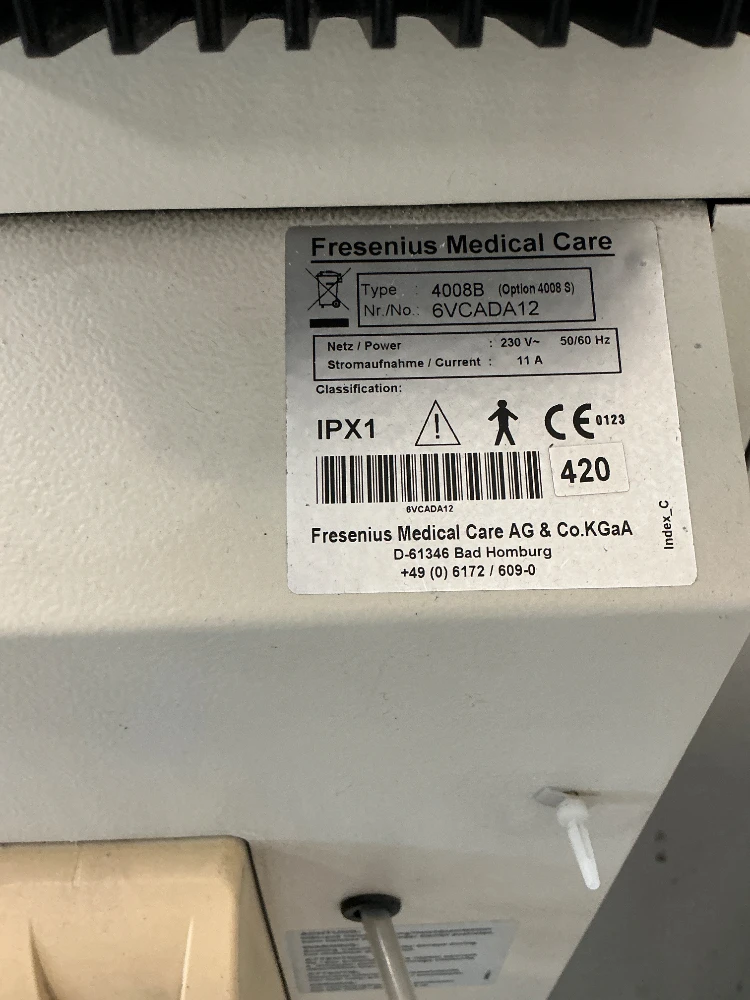 Fresenius Medical Care
Type : 4008B (Option 4008 S)
Nr./No.: 6VCADA12
Netz / Power : 230 V~ 50/60 Hz
Stromaufnahme / Current : 11 A
Classification:
IPX1
CE 0123
420
6VCADA12
Fresenius Medical Care AG & Co.KGaA
D-61346 Bad Homburg
+49 (0) 6172 / 609-0
Index_C